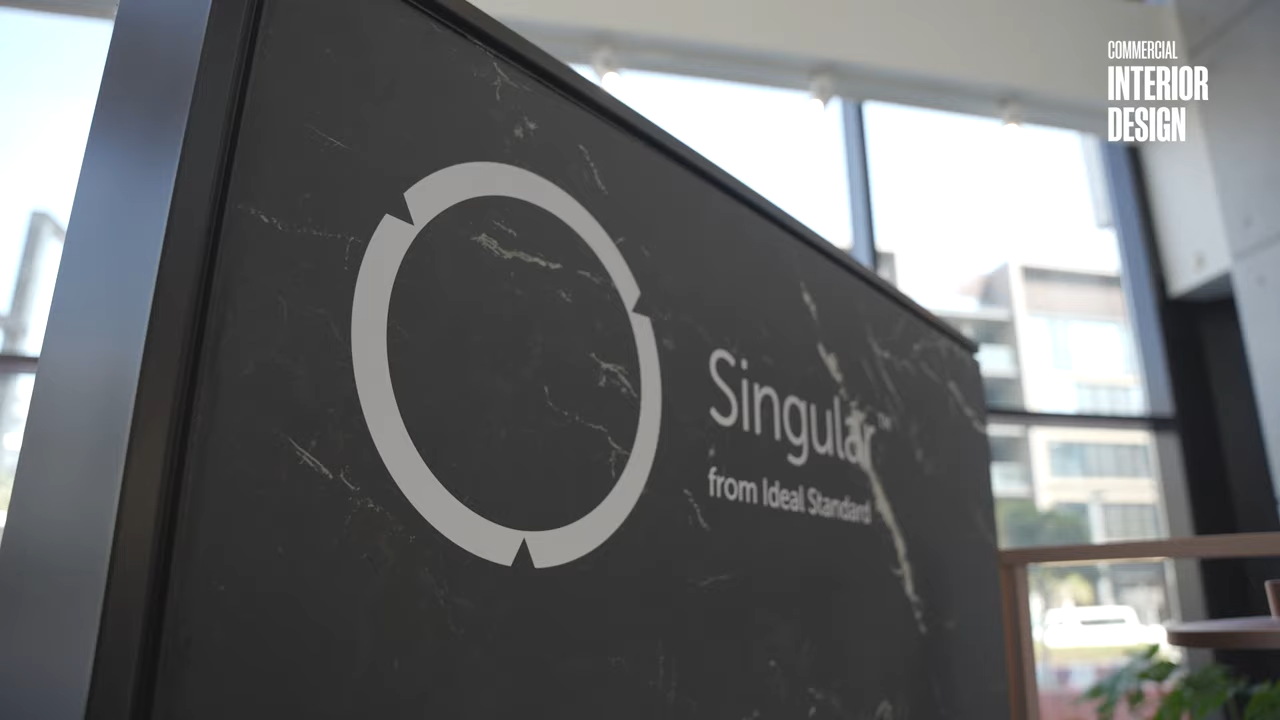 COMMERCIAL
INTERIOR
DESIGN
Singular™
from Ideal Standard